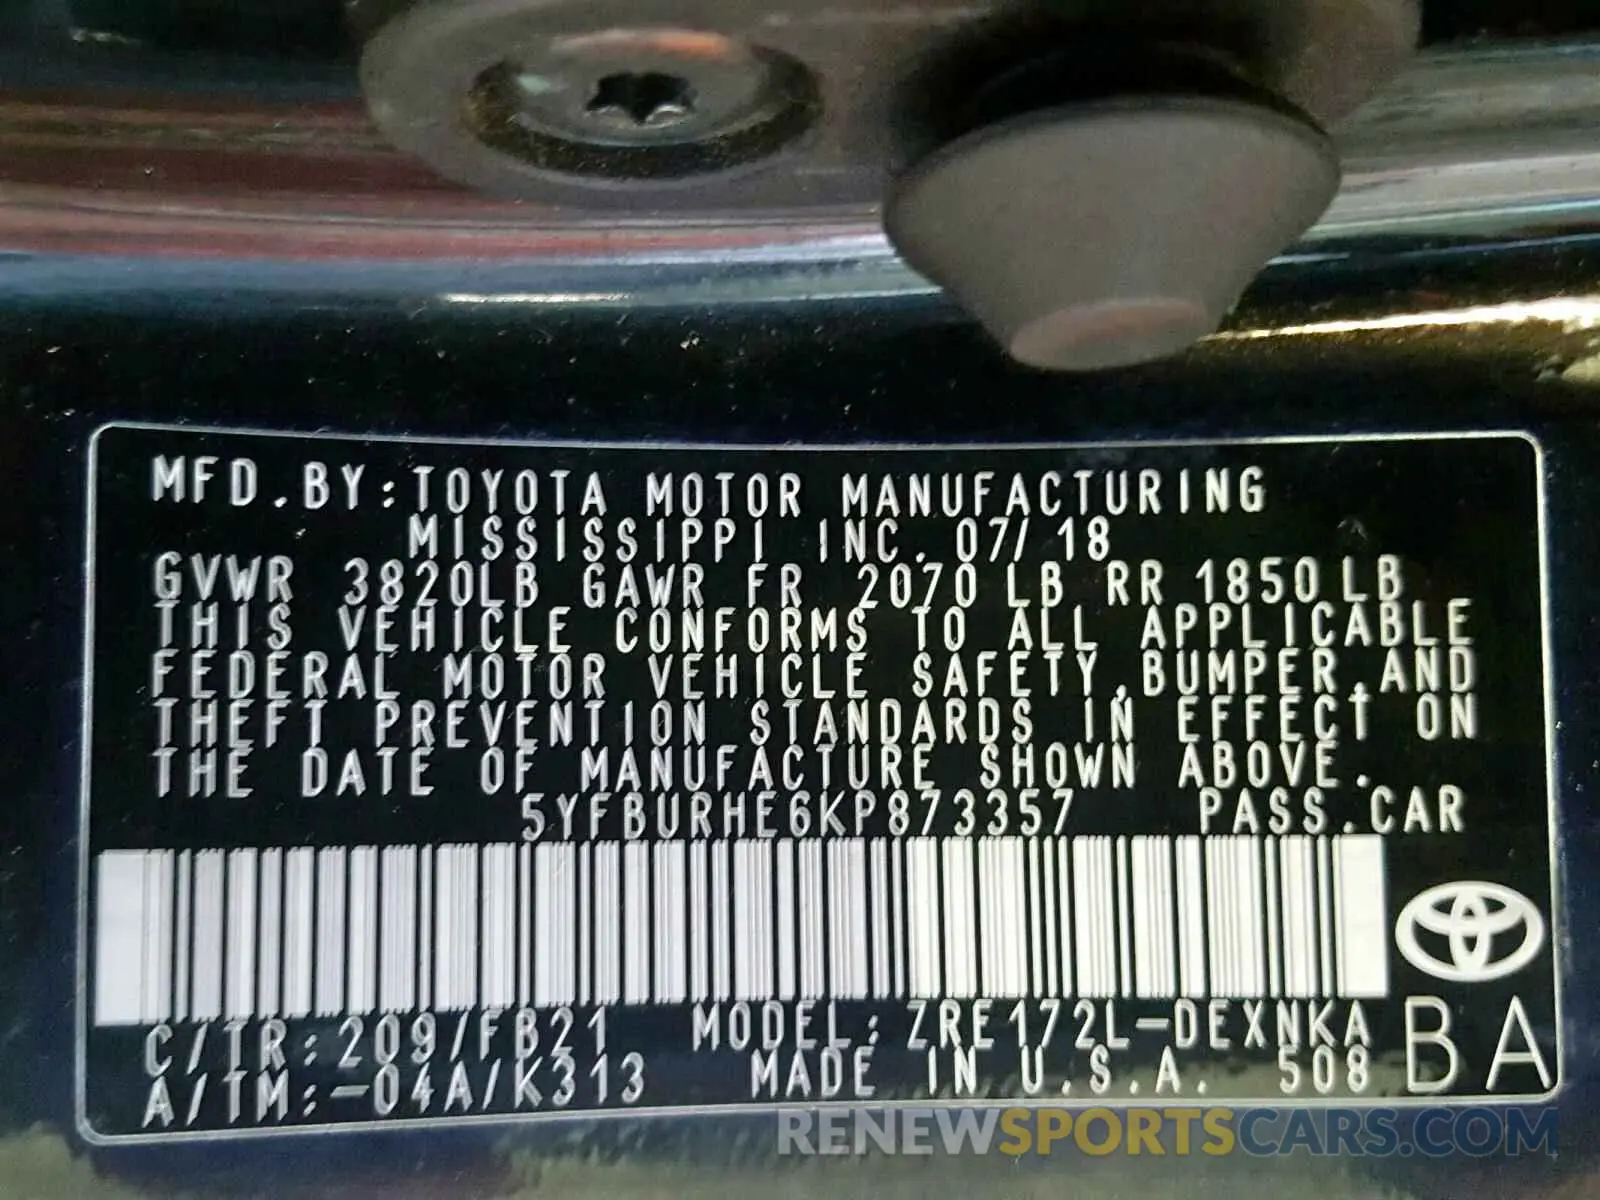 MFD.BY:TOYOTA MOTOR MANUFACTURING
MISSISSIPPI INC. 07/18
GVWR 3820LB GAWR FR 2070LB RR 1850LB
THIS VEHICLE CONFORMS TO ALL APPLICABLE
FEDERAL MOTOR VEHICLE SAFETY,BUMPER,AND
THEFT PREVENTION STANDARDS IN EFFECT ON
THE DATE OF MANUFACTURE SHOWN ABOVE.
5YFBURHE6KP873357 PASS.CAR
C/TR:209/FB21 MODEL:ZRE172L-DEXNKA
A/TM:-04A/K313 MADE IN U.S.A. 508
BA
RENEWSPORTSCARS.COM